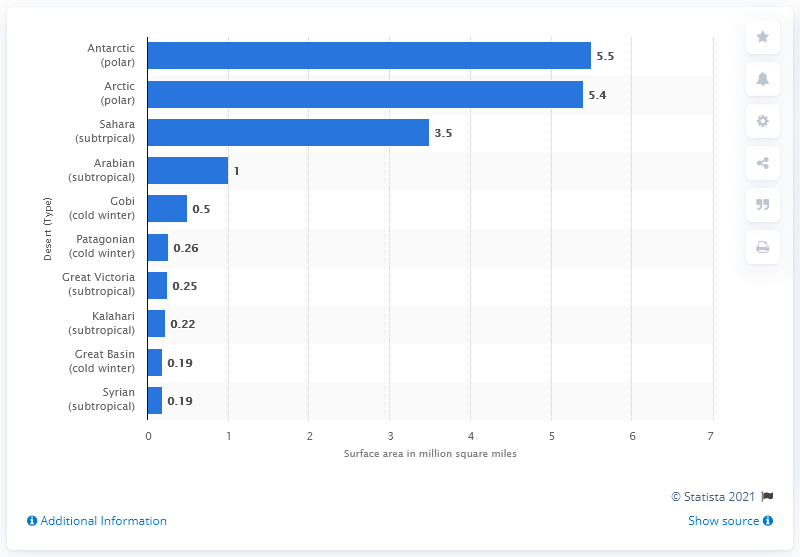 Antarctic
(polar)
5.5
Arctic
(polar)
5.4
Sahara
(subtrpical)
3.5
Arabian
(subtropical)
1
Gobi
(cold winter)
0.5
Patagonian
(cold winter)
0.26
Great Victoria
(subtropical)
0.25
Kalahari
(subtropical)
0.22
Great Basin
(cold winter)
0.19
Syrian
(subtropical)
0.19
Desert (Type)
0 1 2 3 4 5 6 7
Surface area in million square miles
© Statista 2021
Additional Information
Show source